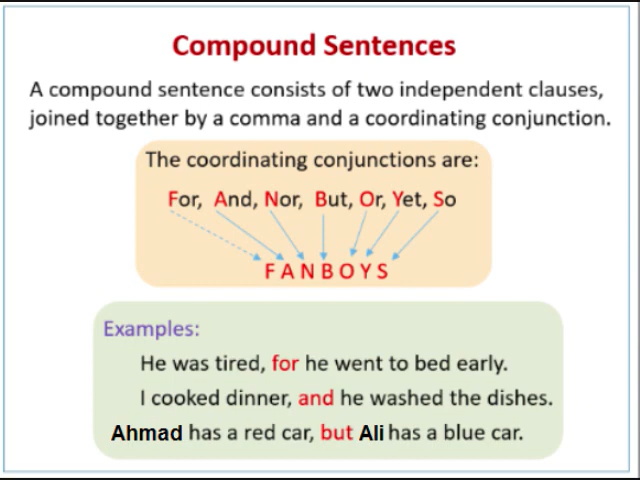 Compound Sentences
A compound sentence consists of two independent clauses,
joined together by a comma and a coordinating conjunction.
The coordinating conjunctions are:
For, And, Nor, But, Or, Yet, So
F A N B O Y S
Examples:
He was tired, for he went to bed early.
I cooked dinner, and he washed the dishes.
Ahmad has a red car, but Ali has a blue car.